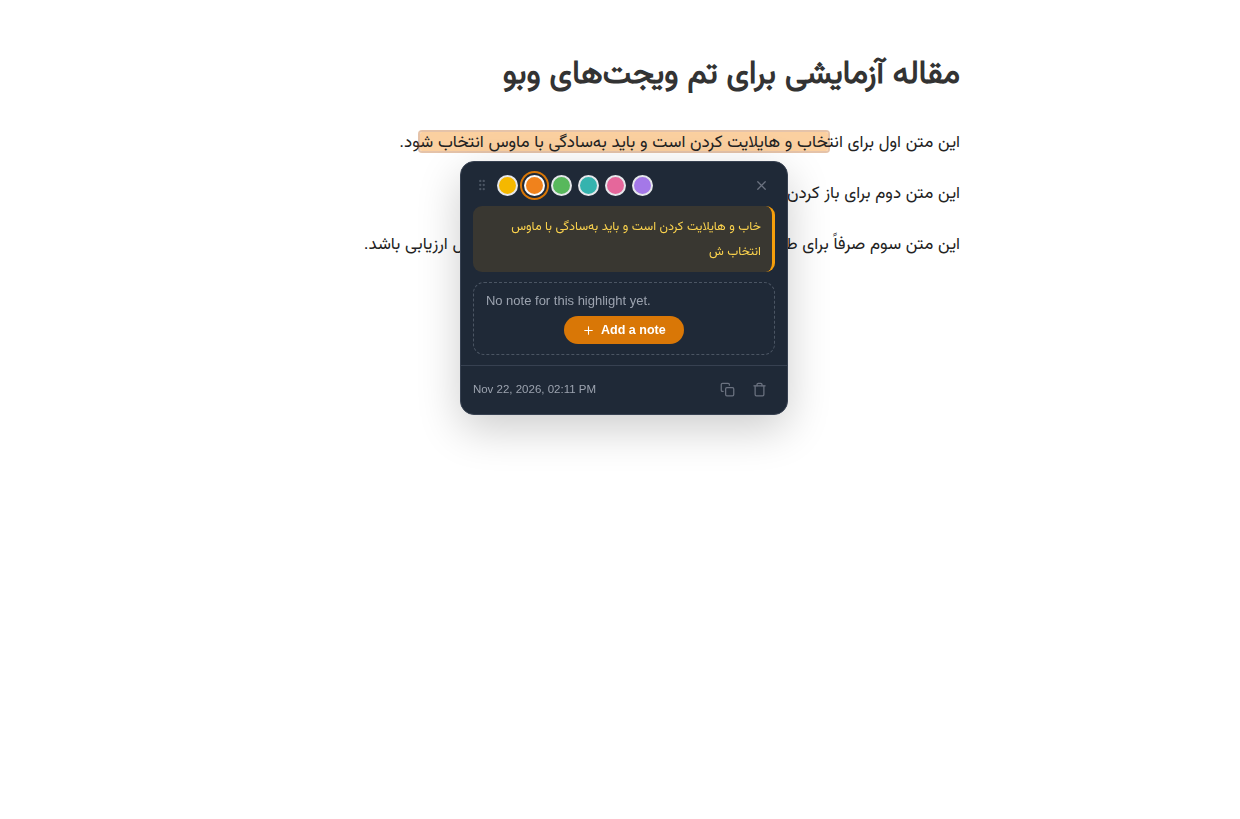 مقاله آزمایشی برای تم ویجت‌های وبو
این متن اول برای انتخاب و هایلایت کردن است و باید به‌سادگی با ماوس انتخاب شود.
این متن دوم برای باز کردن
این متن سوم صرفاً برای
ارزیابی باشد.
خاب و هایلایت کردن است و باید به‌سادگی با ماوس
انتخاب ش
No note for this highlight yet.
Add a note
Nov 22, 2026, 02:11 PM